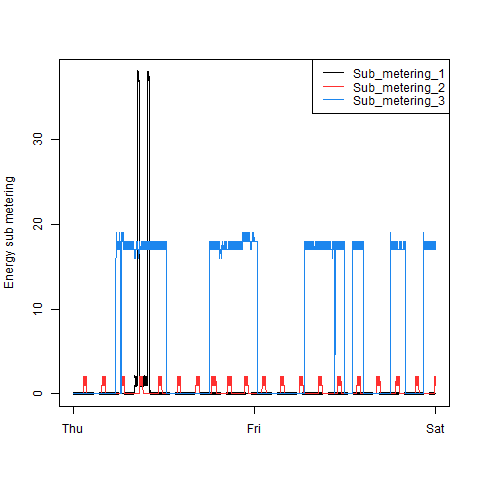 Sub_metering_1
Sub_metering_2
Sub_metering_3
Energy sub metering
30
20
10
0
Thu
Fri
Sat